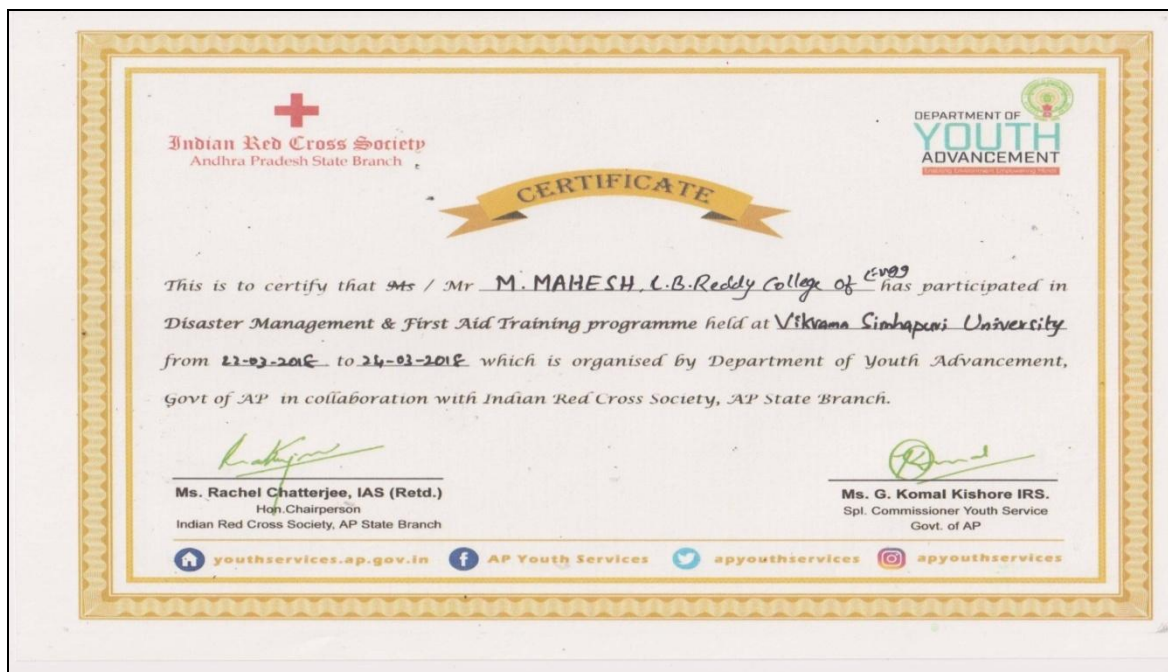 Indian Red Cross Society
Andhra Pradesh State Branch
DEPARTMENT OF
YOUTH
ADVANCEMENT
CERTIFICATE
This is to certify that Ms / Mr M. MAHESH, L.B.Reddy College of Engg has participated in
Disaster Management & First Aid Training programme held at Vikrama Simhapuri University
from 22-03-2018 to 24-03-2018 which is organised by Department of Youth Advancement,
Govt of AP in collaboration with Indian Red Cross Society, AP State Branch.
Ms. Rachel Chatterjee, IAS (Retd.)
Hon.Chairperson
Indian Red Cross Society, AP State Branch
Ms. G. Komal Kishore IRS.
Spl. Commissioner Youth Service
Govt. of AP
youthservices.ap.gov.in AP Youth Services apyouthservices apyouthservices